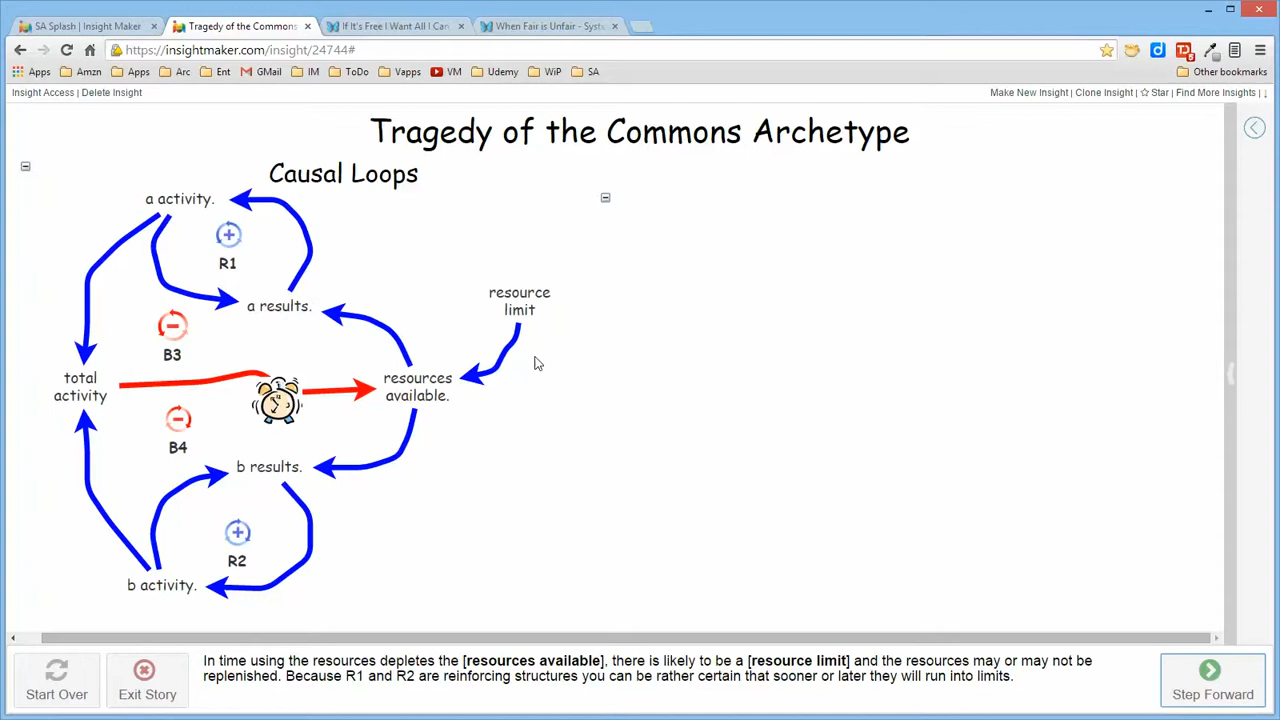 SA Splash | Insight Maker
Tragedy of the Commons
If It's Free I Want All I Can
When Fair is Unfair - Syst
https://insightmaker.com/insight/24744#
Apps
Amzn
Apps
Arc
Ent
GMail
IM
ToDo
Vapps
VM
Udemy
WiP
SA
Other bookmarks
Insight Access | Delete Insight
Make New Insight | Clone Insight | Star | Find More Insights |
Tragedy of the Commons Archetype
Causal Loops
a activity.
R1
a results.
resource
limit
B3
total
activity
resources
available.
B4
b results.
R2
b activity.
Start Over
Exit Story
In time using the resources depletes the [resources available], there is likely to be a [resource limit] and the resources may or may not be
replenished. Because R1 and R2 are reinforcing structures you can be rather certain that sooner or later they will run into limits.
Step Forward